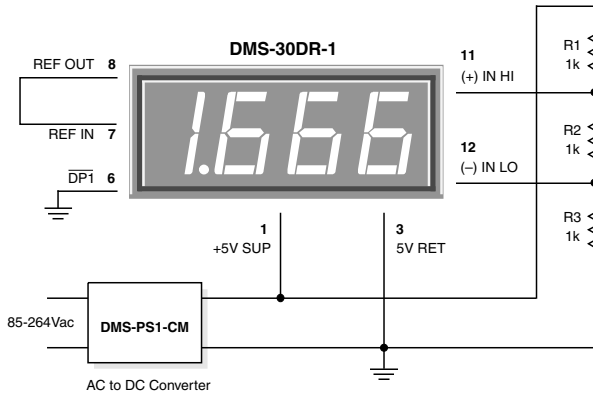 DMS-30DR-1
REF OUT 8
11
(+) IN HI
R1
1k
1.666
REF IN 7
R2
1k
12
(–) IN LO
DP1 6
R3
1k
1
+5V SUP
3
5V RET
85-264Vac
DMS-PS1-CM
AC to DC Converter